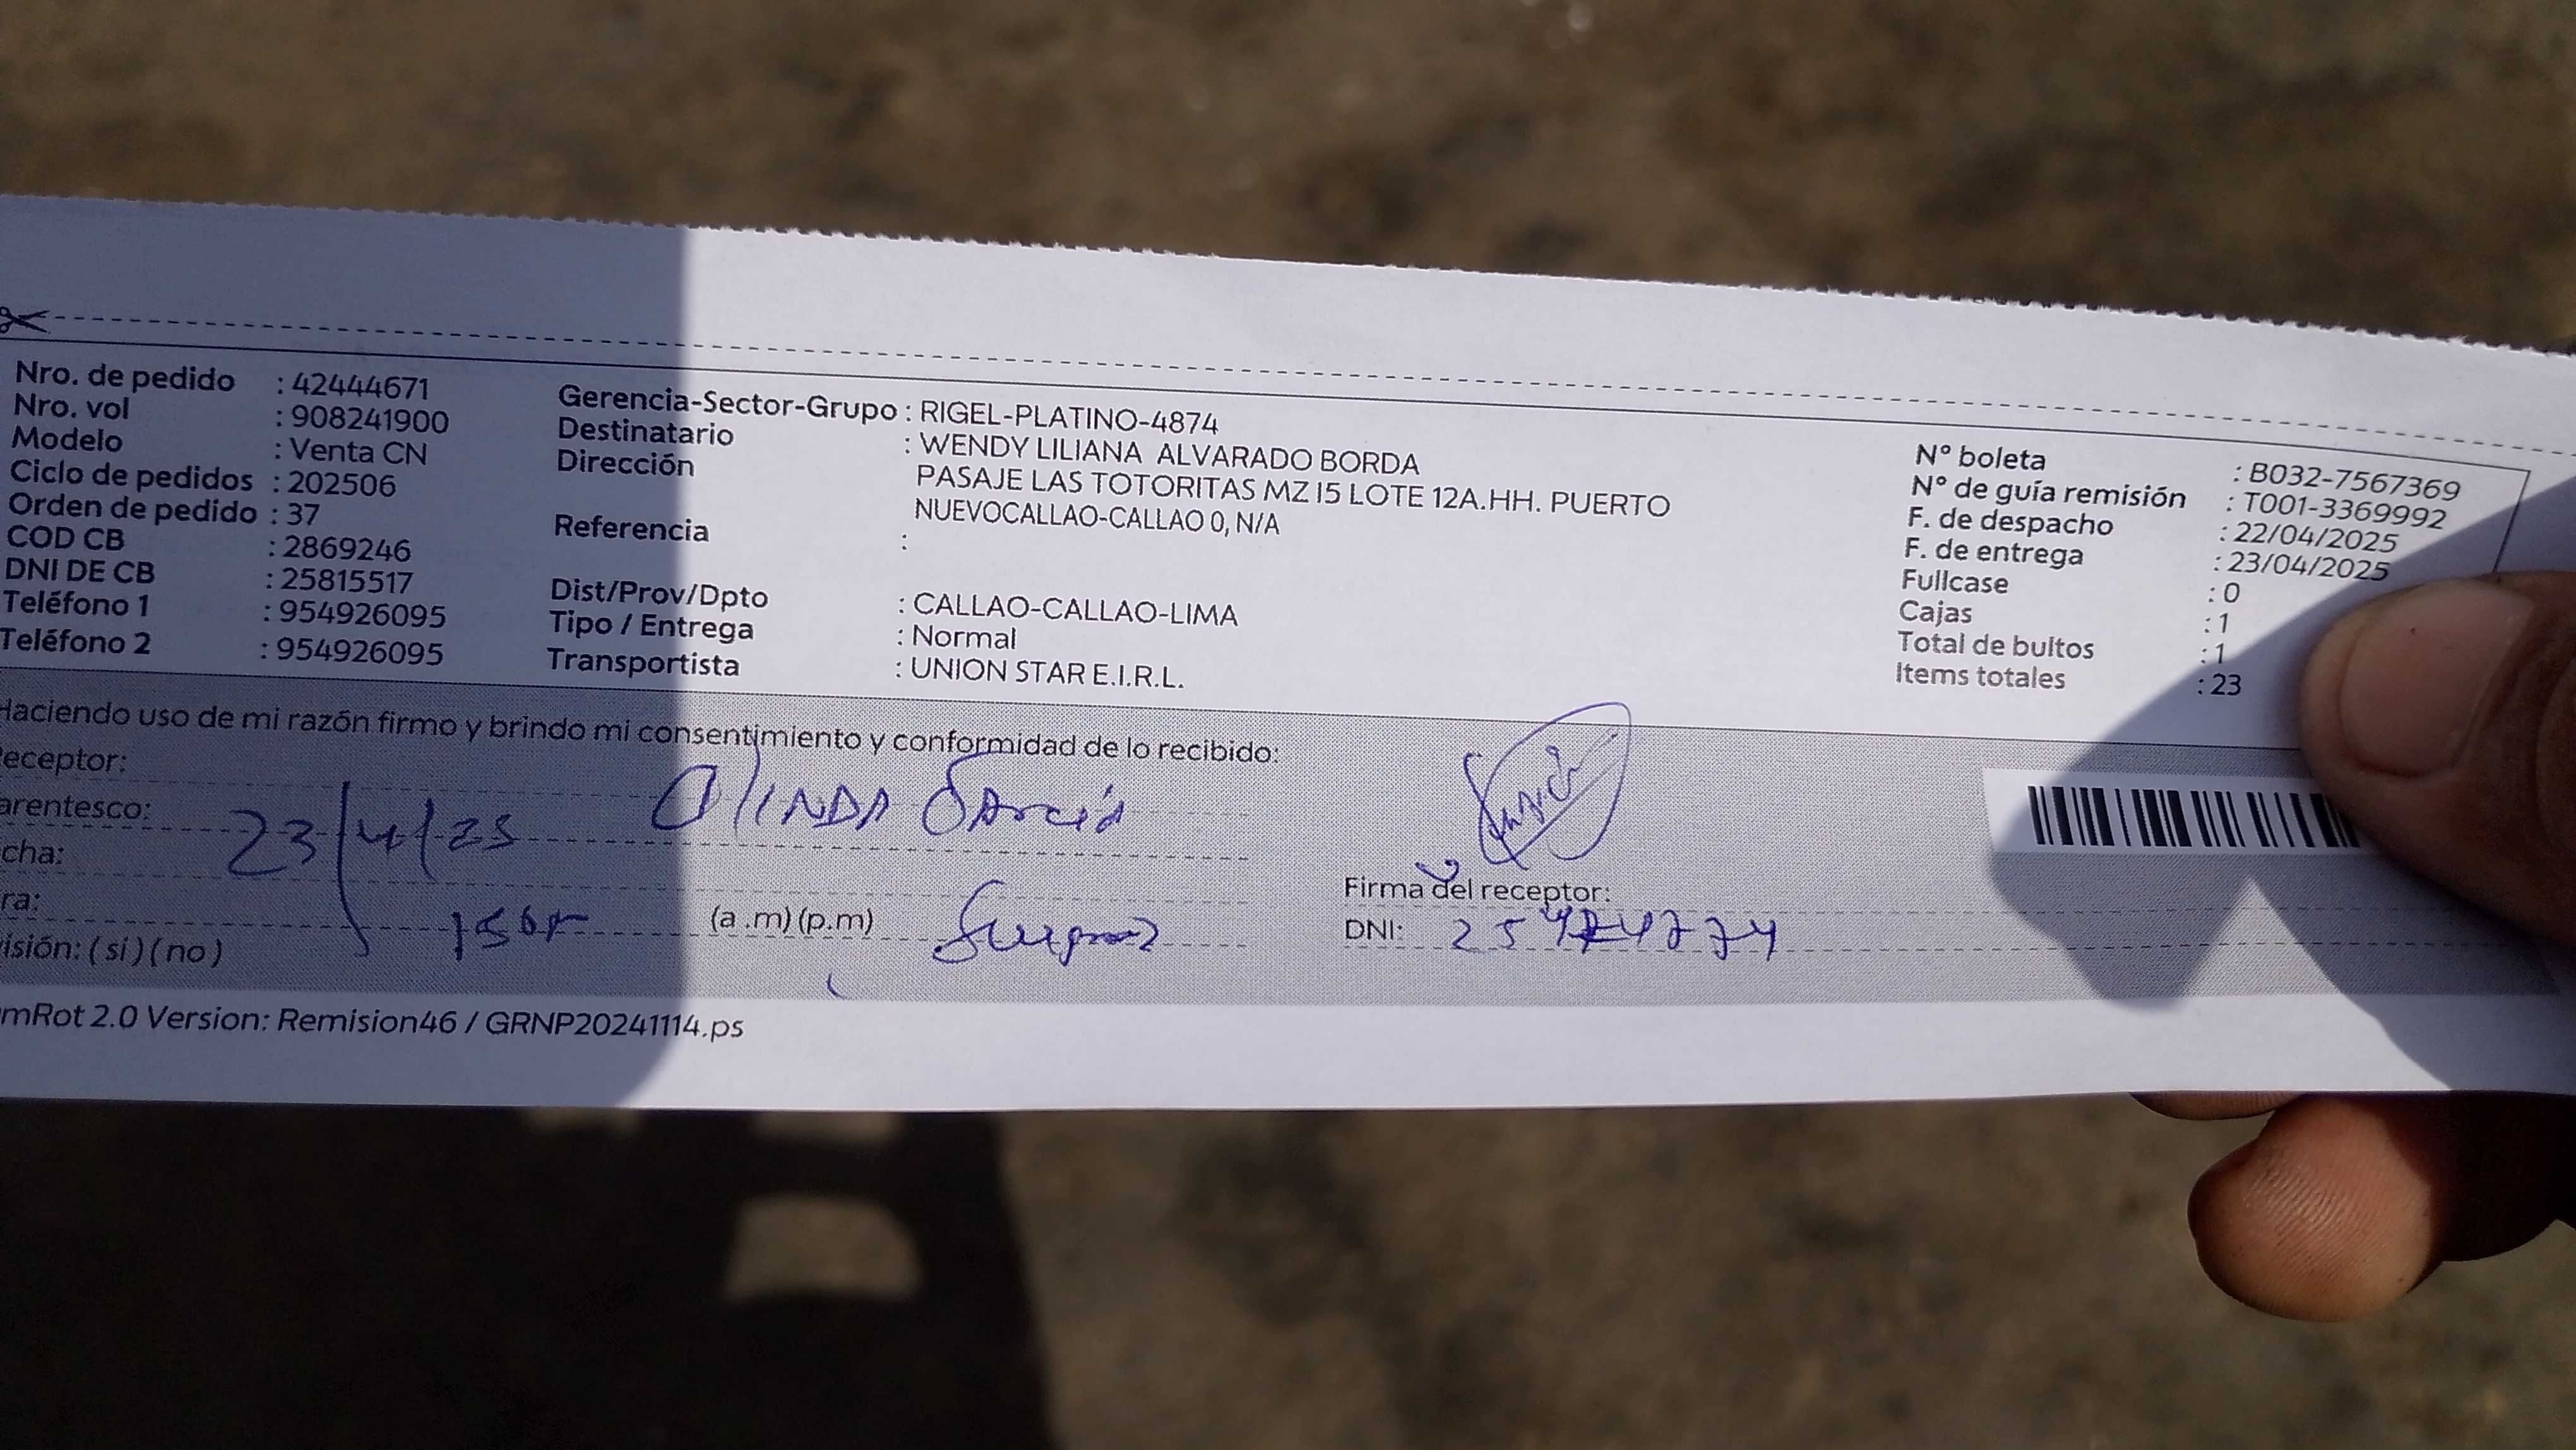 Nro. de pedido : 42444671
Nro. vol : 908241900
Modelo : Venta CN
Ciclo de pedidos : 202506
Orden de pedido : 37
COD CB : 2869246
DNI DE CB : 25815517
Teléfono 1 : 954926095
Teléfono 2 : 954926095
Gerencia-Sector-Grupo : RIGEL-PLATINO-4874
Destinatario : WENDY LILIANA ALVARADO BORDA
Dirección PASAJE LAS TOTORITAS MZ I5 LOTE 12A.HH. PUERTO
NUEVOCALLAO-CALLAO 0, N/A
Referencia :
Dist/Prov/Dpto : CALLAO-CALLAO-LIMA
Tipo / Entrega : Normal
Transportista : UNION STAR E.I.R.L.
N° boleta : B032-7567369
N° de guía remisión : T001-3369992
F. de despacho : 22/04/2025
F. de entrega : 23/04/2025
Fullcase : 0
Cajas : 1
Total de bultos : 1
Items totales : 23
Haciendo uso de mi razón firmo y brindo mi consentimiento y conformidad de lo recibido:
eceptor:
OlINDA GArcía
arentesco:
23/4/25
cha:
ra:
(a .m) (p.m)
isión: ( si ) ( no )
Firma del receptor:
DNI:
mRot 2.0 Version: Remision46 / GRNP20241114.ps